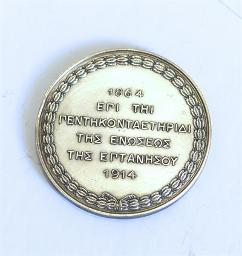 1864
ΕΠΙ ΤΗΙ
ΠΕΝΤΗΚΟΝΤΑΕΤΗΡΙΔΙ
ΤΗΣ ΕΝΩΣΕΩΣ
ΤΗΣ ΕΠΤΑΝΗΣΟΥ
1914